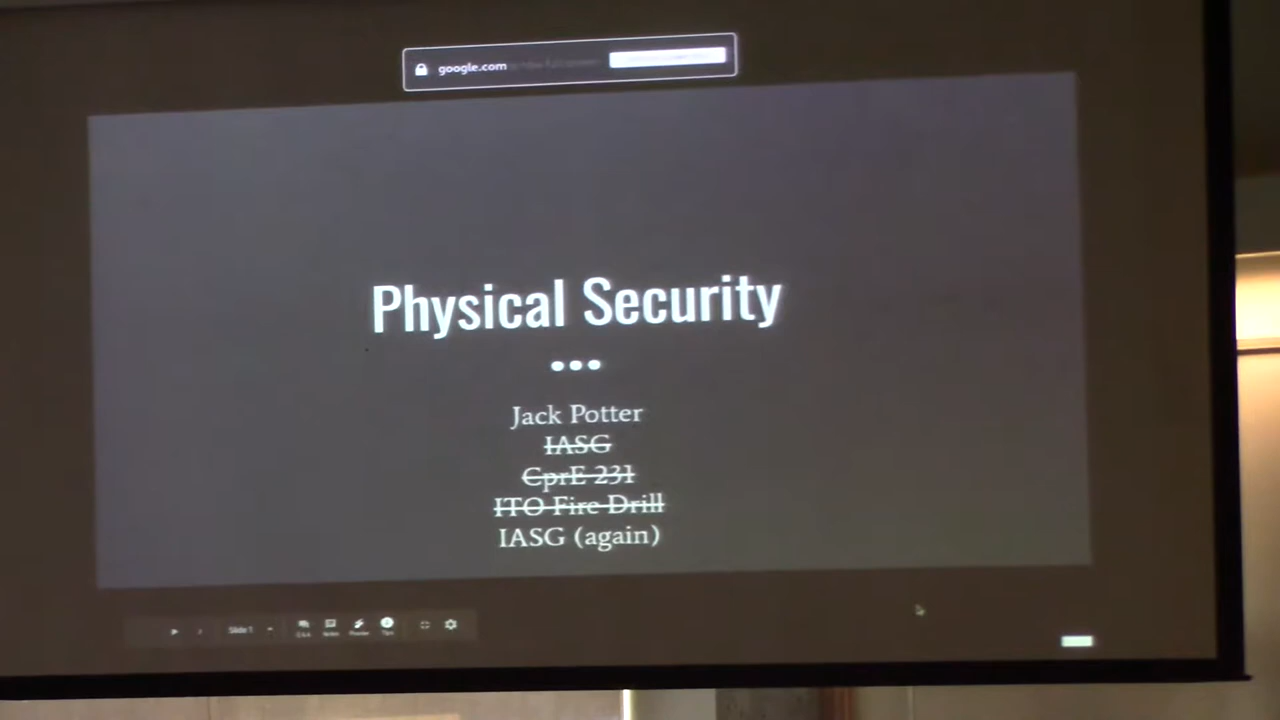 google.com
Physical Security
Jack Potter
IASG
CprE 231
ITO Fire Drill
IASG (again)
Slide 1